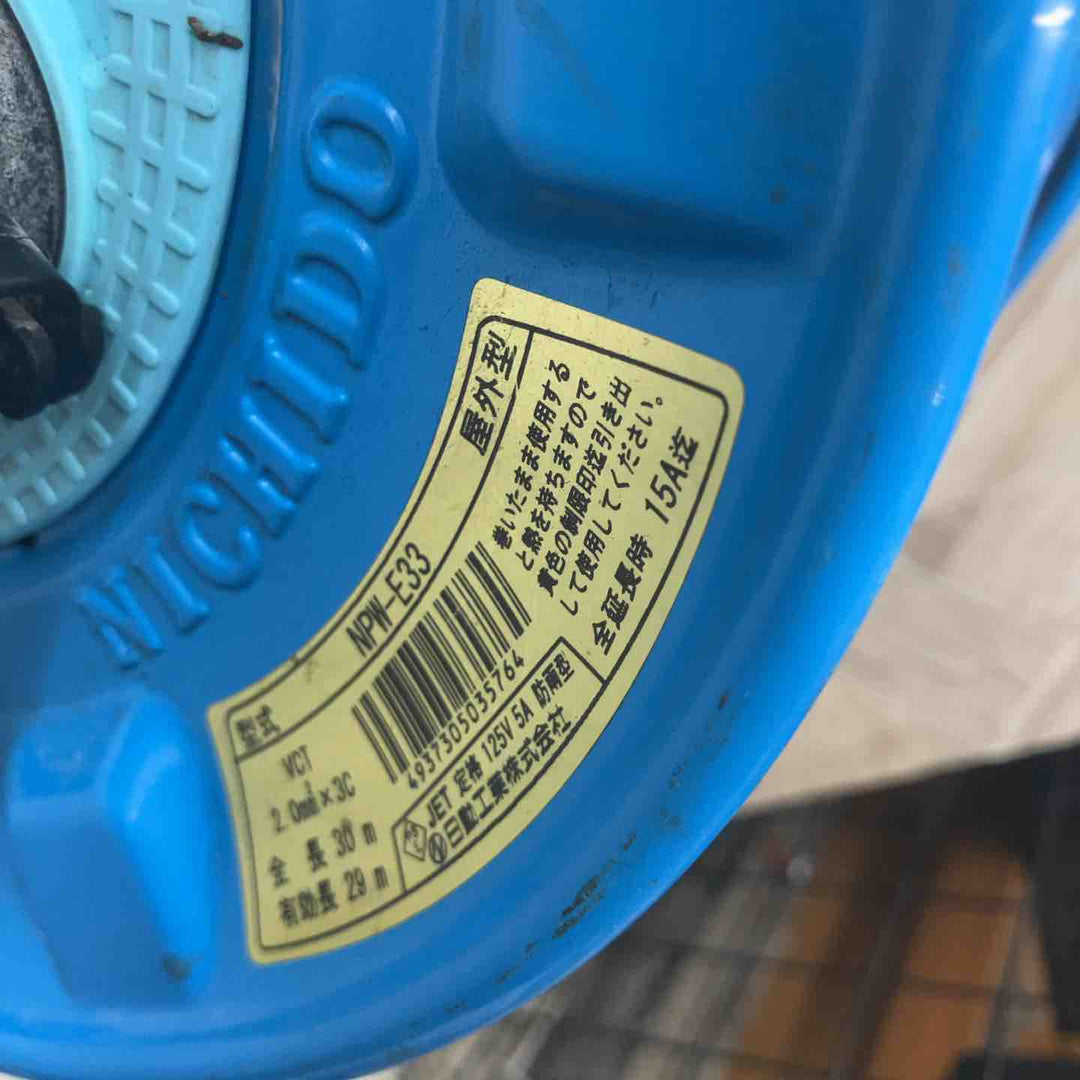 NICHIDO
型式 NPW-E33 屋外型
VCT
2.0mm²×3C
全 長 30 m
有効長 29 m
4937305035764
巻いたまま使用する
と熱を持ちますので
黄色の制限印迄引き出
して使用してください。
全延長時 15A迄
JET 定格 125V 5A 防雨型
日動工業株式会社